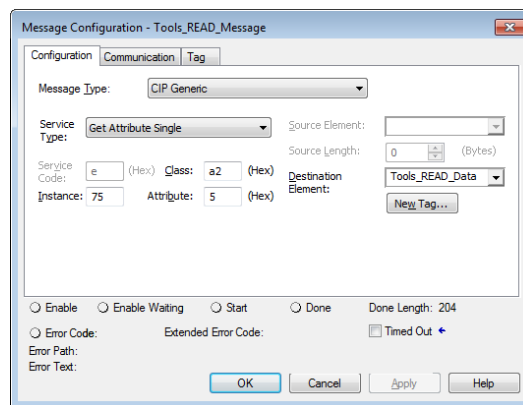 Message Configuration - Tools_READ_Message
Configuration Communication Tag
Message Type: CIP Generic
Service Type: Get Attribute Single
Source Element:
Source Length: 0 (Bytes)
Service Code: e (Hex) Class: a2 (Hex)
Destination Element: Tools_READ_Data
Instance: 75 Attribute: 5 (Hex)
New Tag...
Enable Enable Waiting Start Done Done Length: 204
Error Code: Extended Error Code: Timed Out
Error Path:
Error Text:
OK Cancel Apply Help